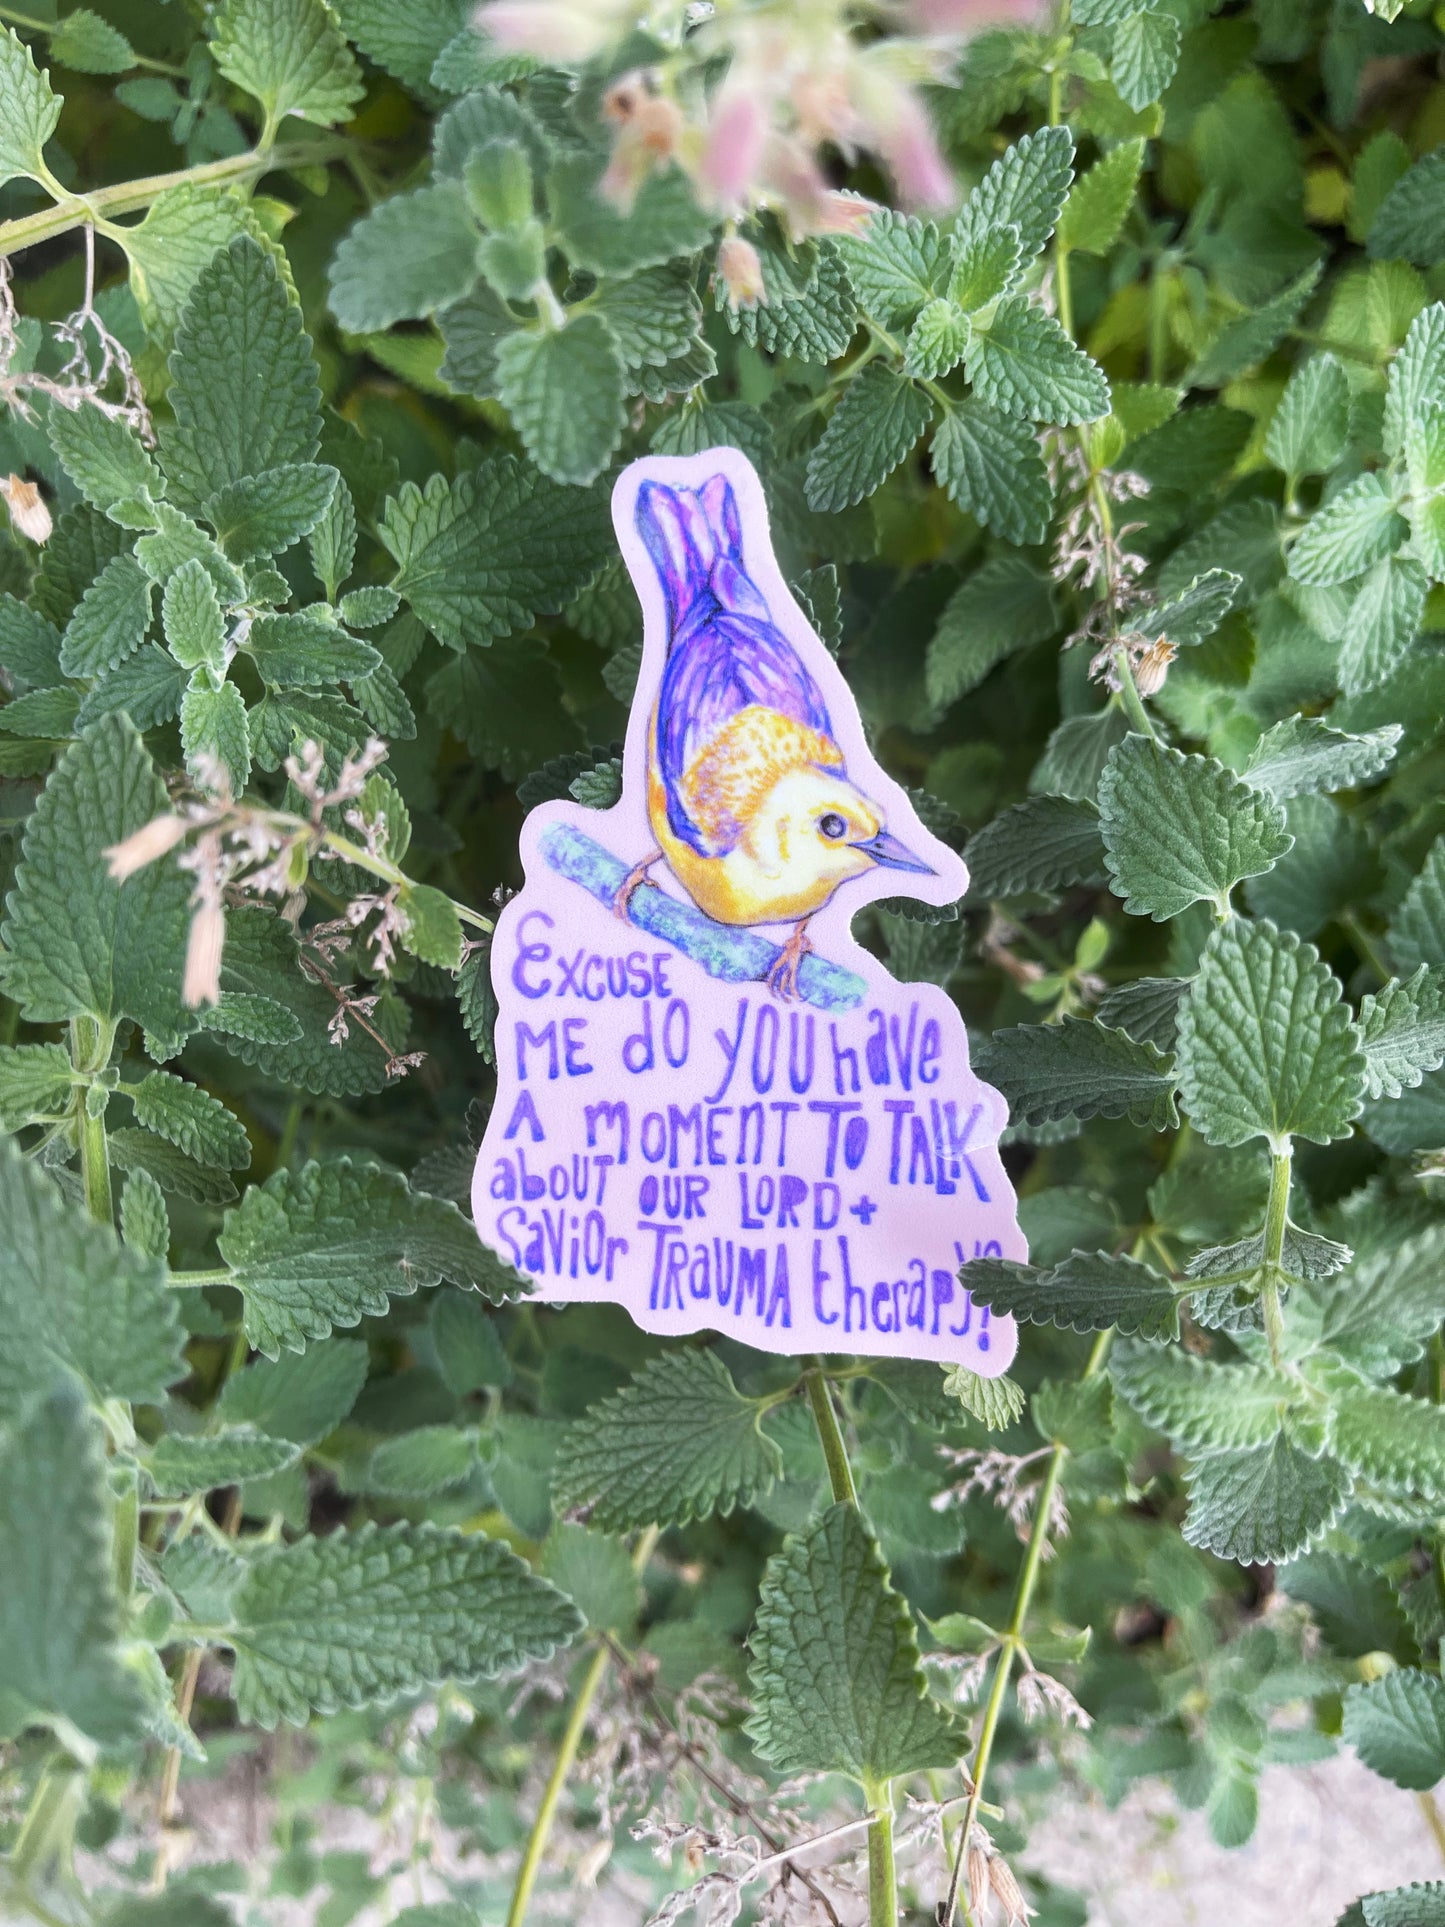 Excuse
ME do you have
A MOMENT TO TALK
about OUR LORD +
Savior TRAUMA therapy?